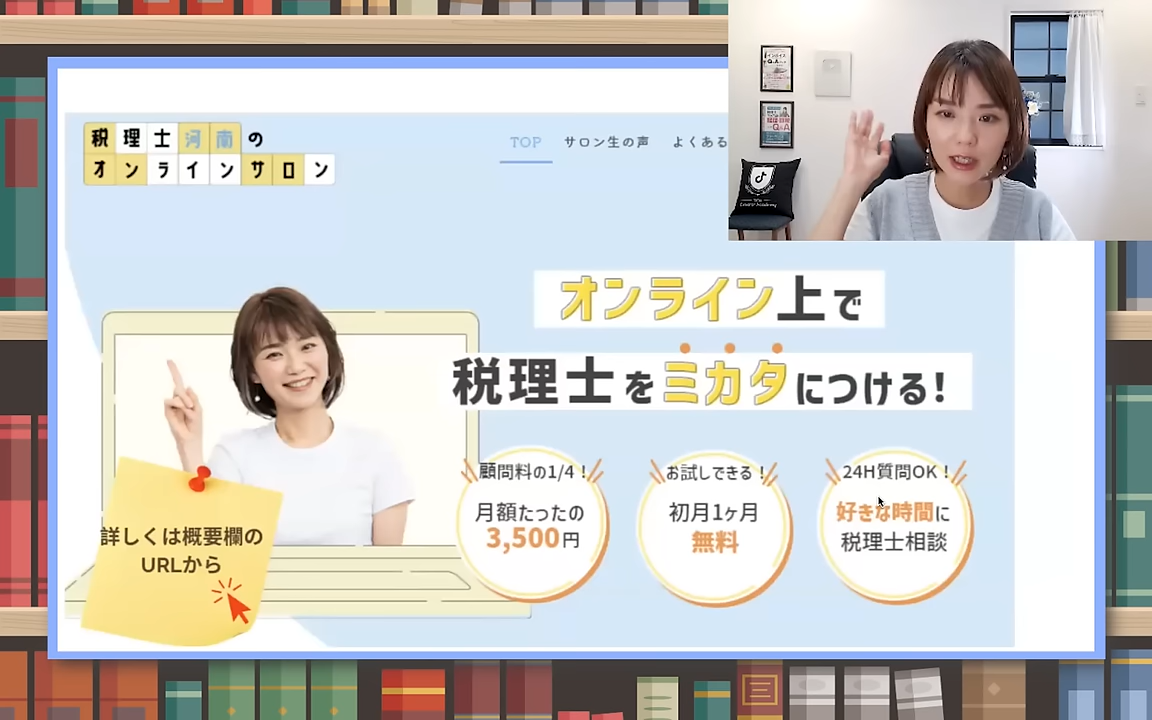 税理士河南の
オンラインサロン
TOP サロン生の声 よくある
オンライン上で
税理士をミカタにつける!
顧問料の1/4!
月額たったの
3,500円
お試しできる!
初月1ヶ月
無料
24H質問OK!
好きな時間に
税理士相談
詳しくは概要欄の
URLから
Q&A
Q&A